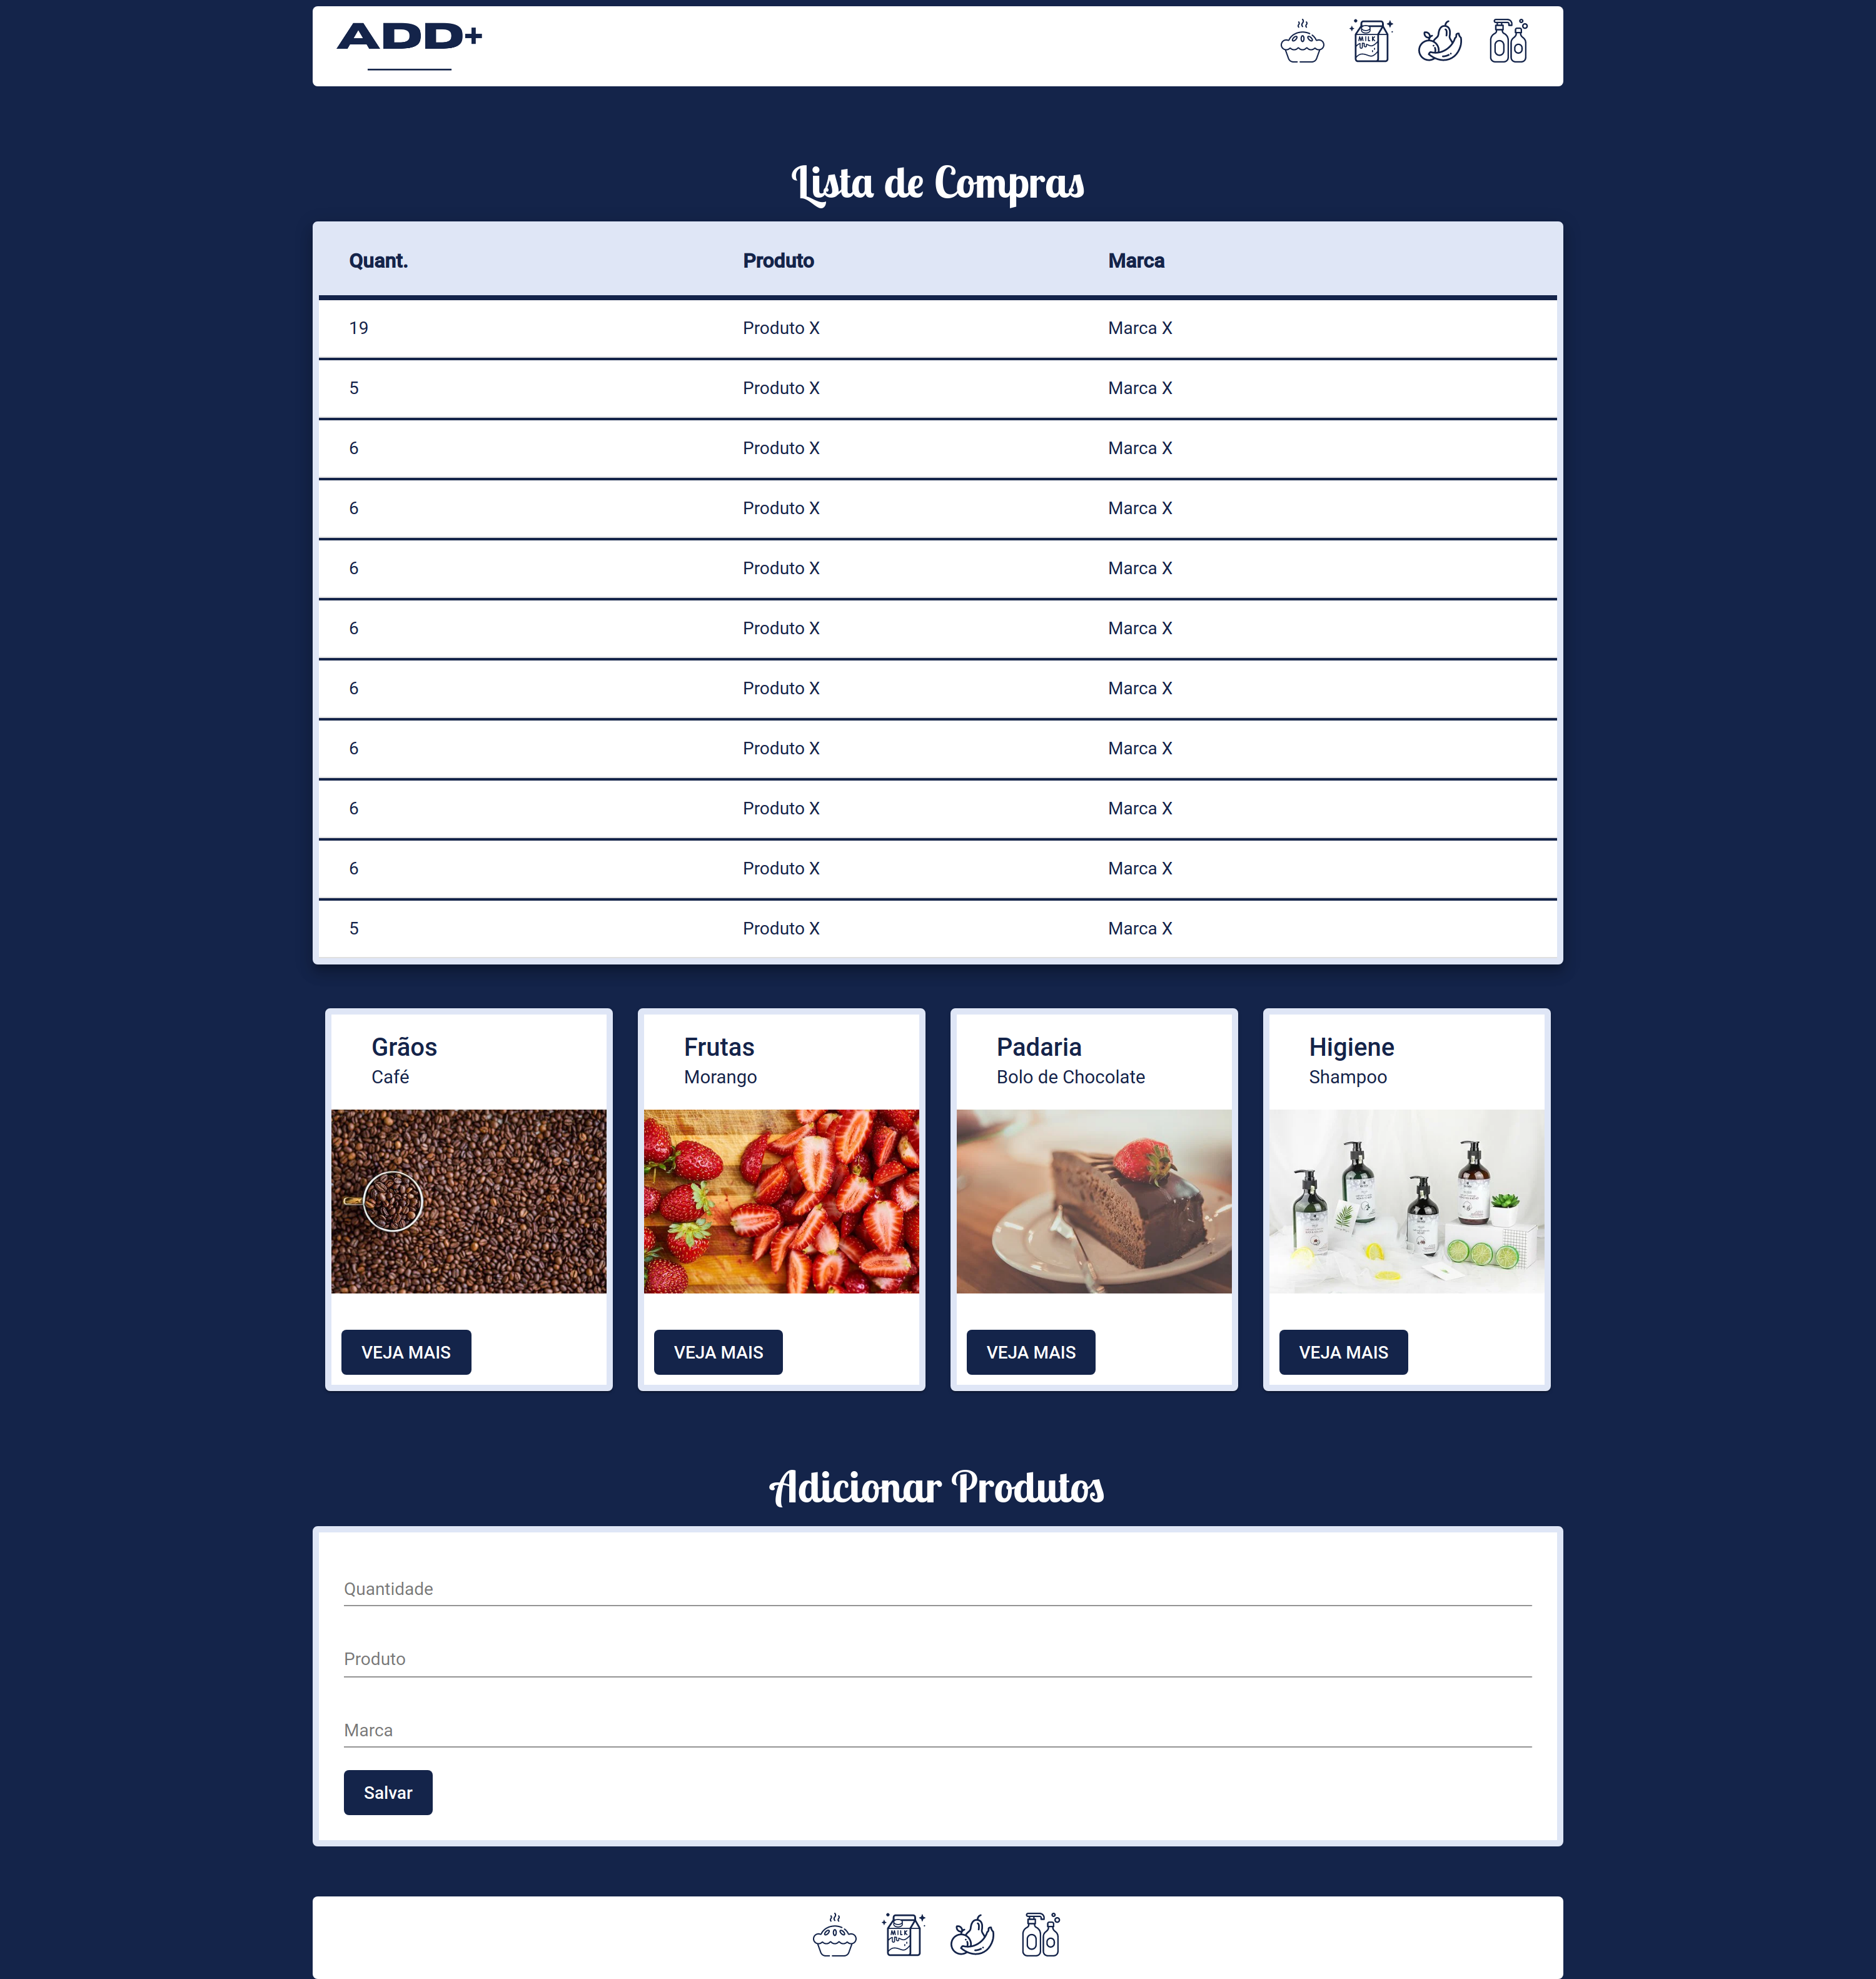 ADD+
MILK
Lista de Compras
Quant. Produto Marca
19 Produto X Marca X
5 Produto X Marca X
6 Produto X Marca X
6 Produto X Marca X
6 Produto X Marca X
6 Produto X Marca X
6 Produto X Marca X
6 Produto X Marca X
6 Produto X Marca X
6 Produto X Marca X
5 Produto X Marca X
Grãos
Café
VEJA MAIS
Frutas
Morango
VEJA MAIS
Padaria
Bolo de Chocolate
VEJA MAIS
Higiene
Shampoo
VEJA MAIS
Adicionar Produtos
Quantidade
Produto
Marca
Salvar
MILK